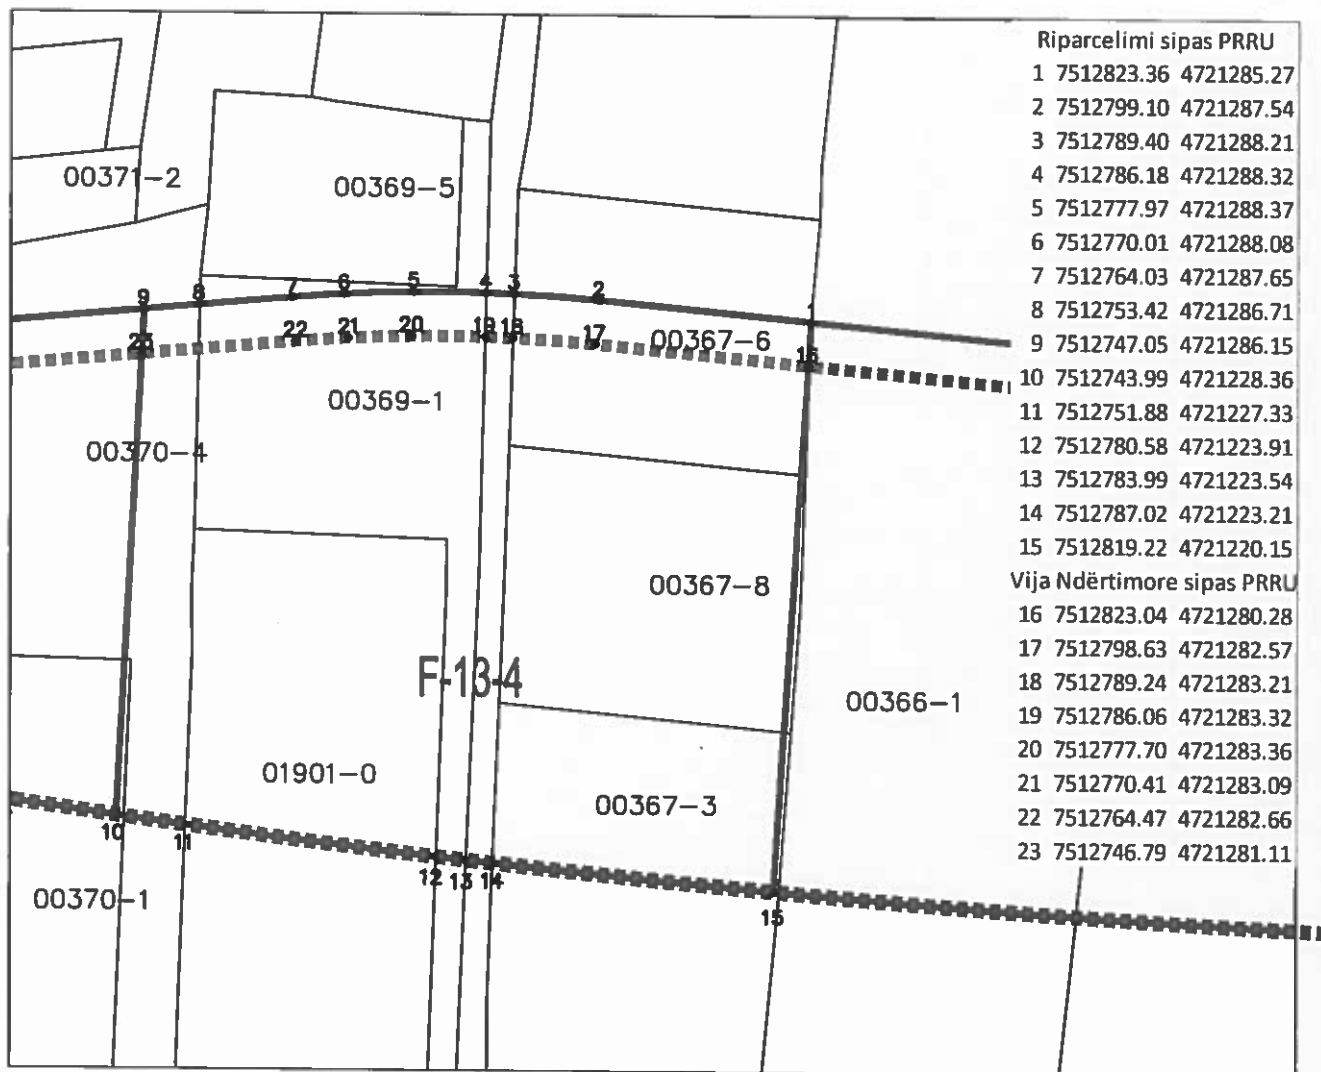 Riparcelimi sipas PRRU
1 7512823.36 4721285.27
2 7512799.10 4721287.54
3 7512789.40 4721288.21
4 7512786.18 4721288.32
5 7512777.97 4721288.37
6 7512770.01 4721288.08
7 7512764.03 4721287.65
8 7512753.42 4721286.71
9 7512747.05 4721286.15
10 7512743.99 4721228.36
11 7512751.88 4721227.33
12 7512780.58 4721223.91
13 7512783.99 4721223.54
14 7512787.02 4721223.21
15 7512819.22 4721220.15
Vija Ndërtimore sipas PRRU
16 7512823.04 4721280.28
17 7512798.63 4721282.57
18 7512789.24 4721283.21
19 7512786.06 4721283.32
20 7512777.70 4721283.36
21 7512770.41 4721283.09
22 7512764.47 4721282.66
23 7512746.79 4721281.11
00371-2
00369-5
9
8
7
6
5
4
3
2
1
23
22
21
20
19
18
17
00367-6
16
00369-1
00370-4
00367-8
F-13-4
00366-1
01901-0
00367-3
10
11
12
13
14
15
00370-1